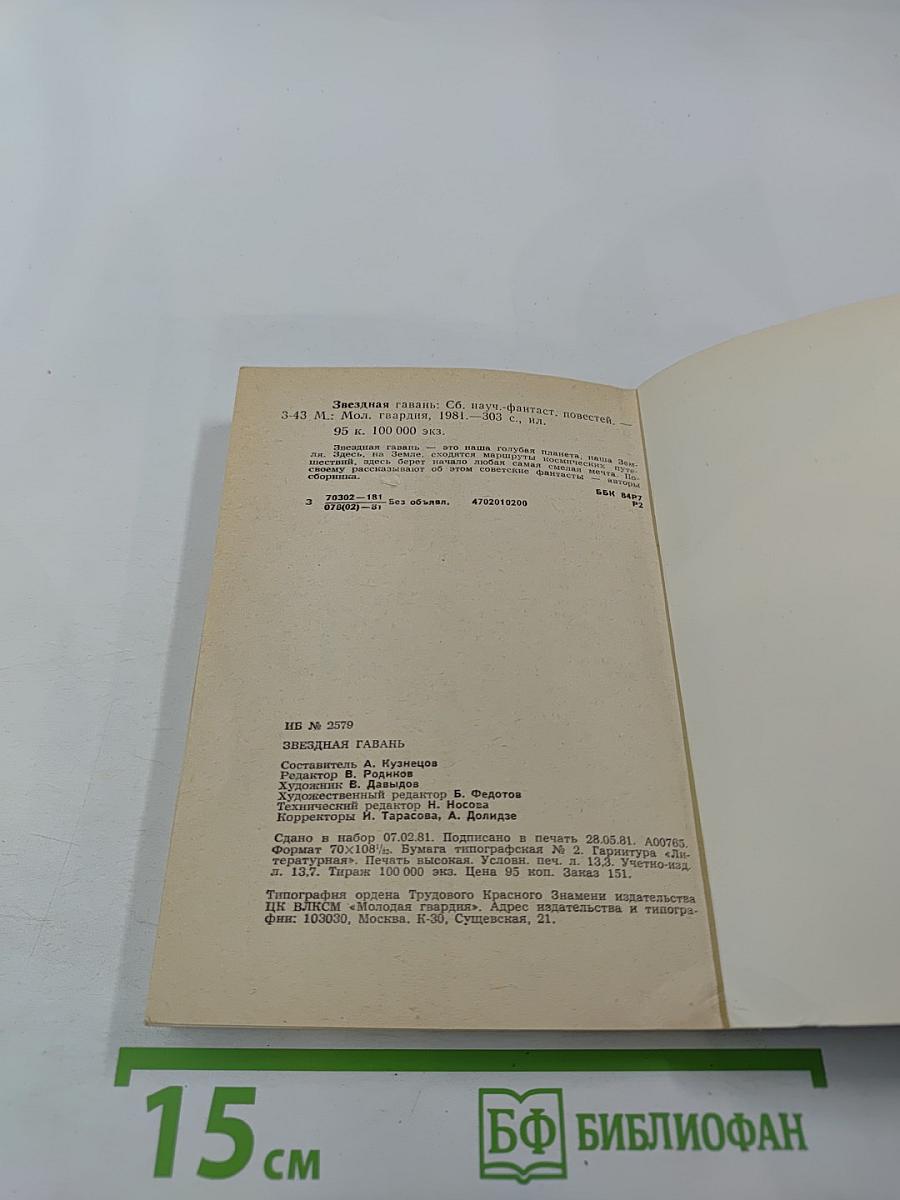 Звездная гавань: Сб. науч.-фантаст. повестей. —
З-43 М.: Мол. гвардия, 1981.—303 с., ил.
95 к. 100 000 экз.
Звездная гавань — это наша голубая планета, наша Зем-
ля. Здесь, на Земле, сходятся маршруты космических путе-
шествий, здесь берет начало любая самая смелая мечта. По-
своему рассказывают об этом советские фантасты — авторы
сборника.
З 70302—181
078(02)—81 Без объявл. 4702010200
ББК 84Р7
Р2
ИБ № 2579
ЗВЕЗДНАЯ ГАВАНЬ
Составитель А. Кузнецов
Редактор В. Родиков
Художник В. Давыдов
Художественный редактор Б. Федотов
Технический редактор Н. Носова
Корректоры И. Тарасова, А. Долидзе
Сдано в набор 07.02.81. Подписано в печать 28.05.81. А00765.
Формат 70×108¹/₃₂. Бумага типографская № 2. Гарнитура «Ли-
тературная». Печать высокая. Условн. печ. л. 13,3. Учетно-изд.
л. 13,7. Тираж 100 000 экз. Цена 95 коп. Заказ 151.
Типография ордена Трудового Красного Знамени издательства
ЦК ВЛКСМ «Молодая гвардия». Адрес издательства и типогра-
фии: 103030, Москва. К-30, Сущевская, 21.
15 см
БФ БИБЛИОФАН